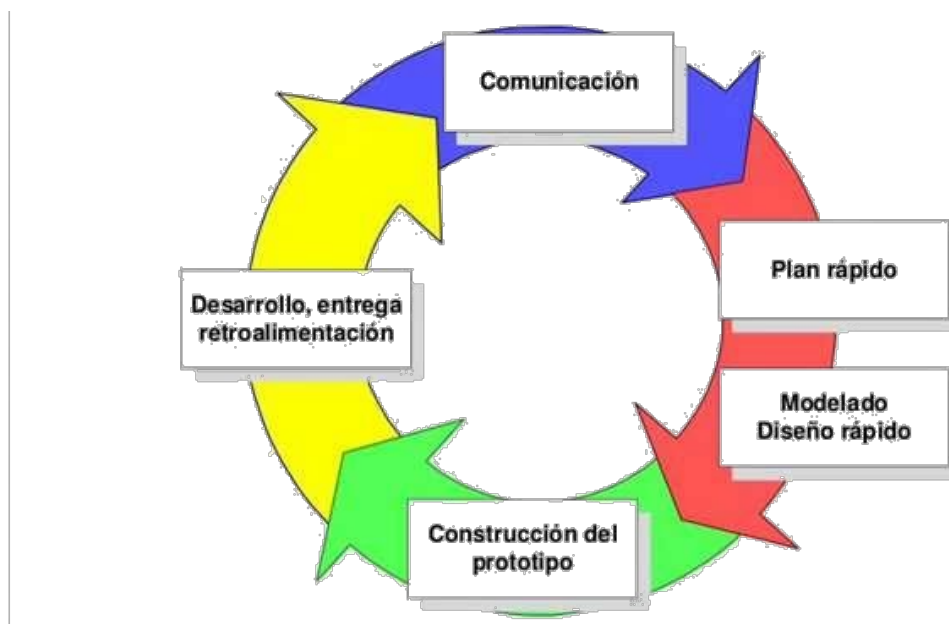 Comunicación
Plan rápido
Modelado
Diseño rápido
Construcción del
prototipo
Desarrollo, entrega
retroalimentación